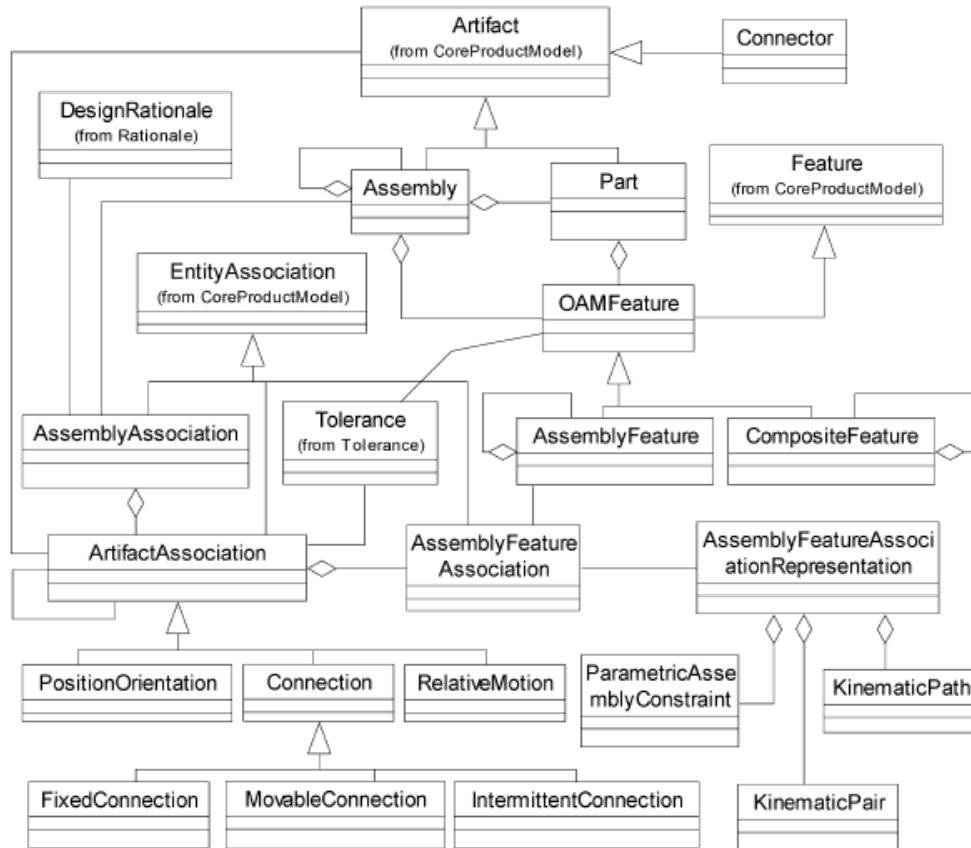 Artifact
(from CoreProductModel)
Connector
DesignRationale
(from Rationale)
Assembly
Part
Feature
(from CoreProductModel)
EntityAssociation
(from CoreProductModel)
OAMFeature
AssemblyAssociation
Tolerance
(from Tolerance)
AssemblyFeature
CompositeFeature
ArtifactAssociation
AssemblyFeature
Association
AssemblyFeatureAssoci
ationRepresentation
PositionOrientation
Connection
RelativeMotion
ParametricAsse
mblyConstraint
KinematicPath
FixedConnection
MovableConnection
IntermittentConnection
KinematicPair